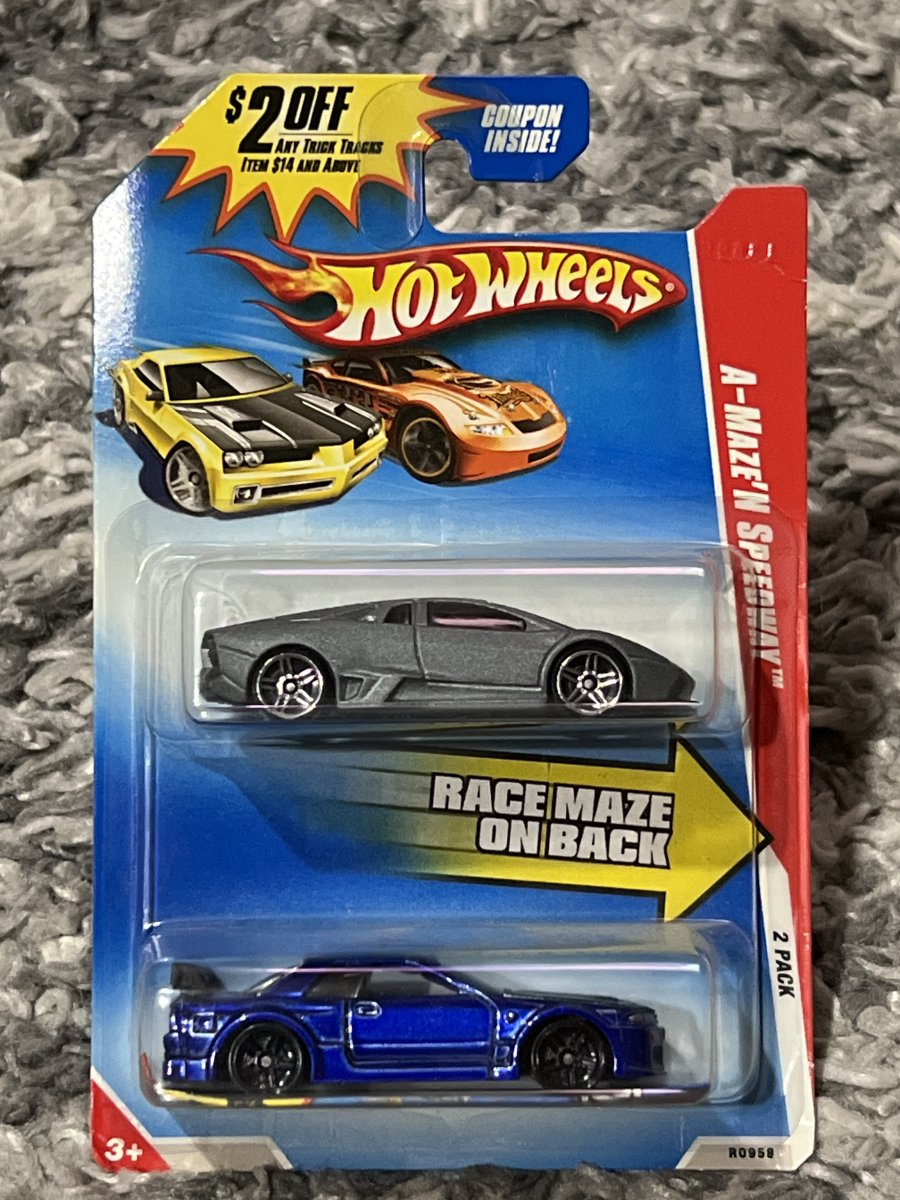 $2 OFF
ANY TRICK TRACKS
ITEM $14 AND ABOVE
COUPON
INSIDE!
HOT WHEELS®
A-MAZE'N SPEEDWAY™
RACE MAZE
ON BACK
2 PACK
3+
R0958